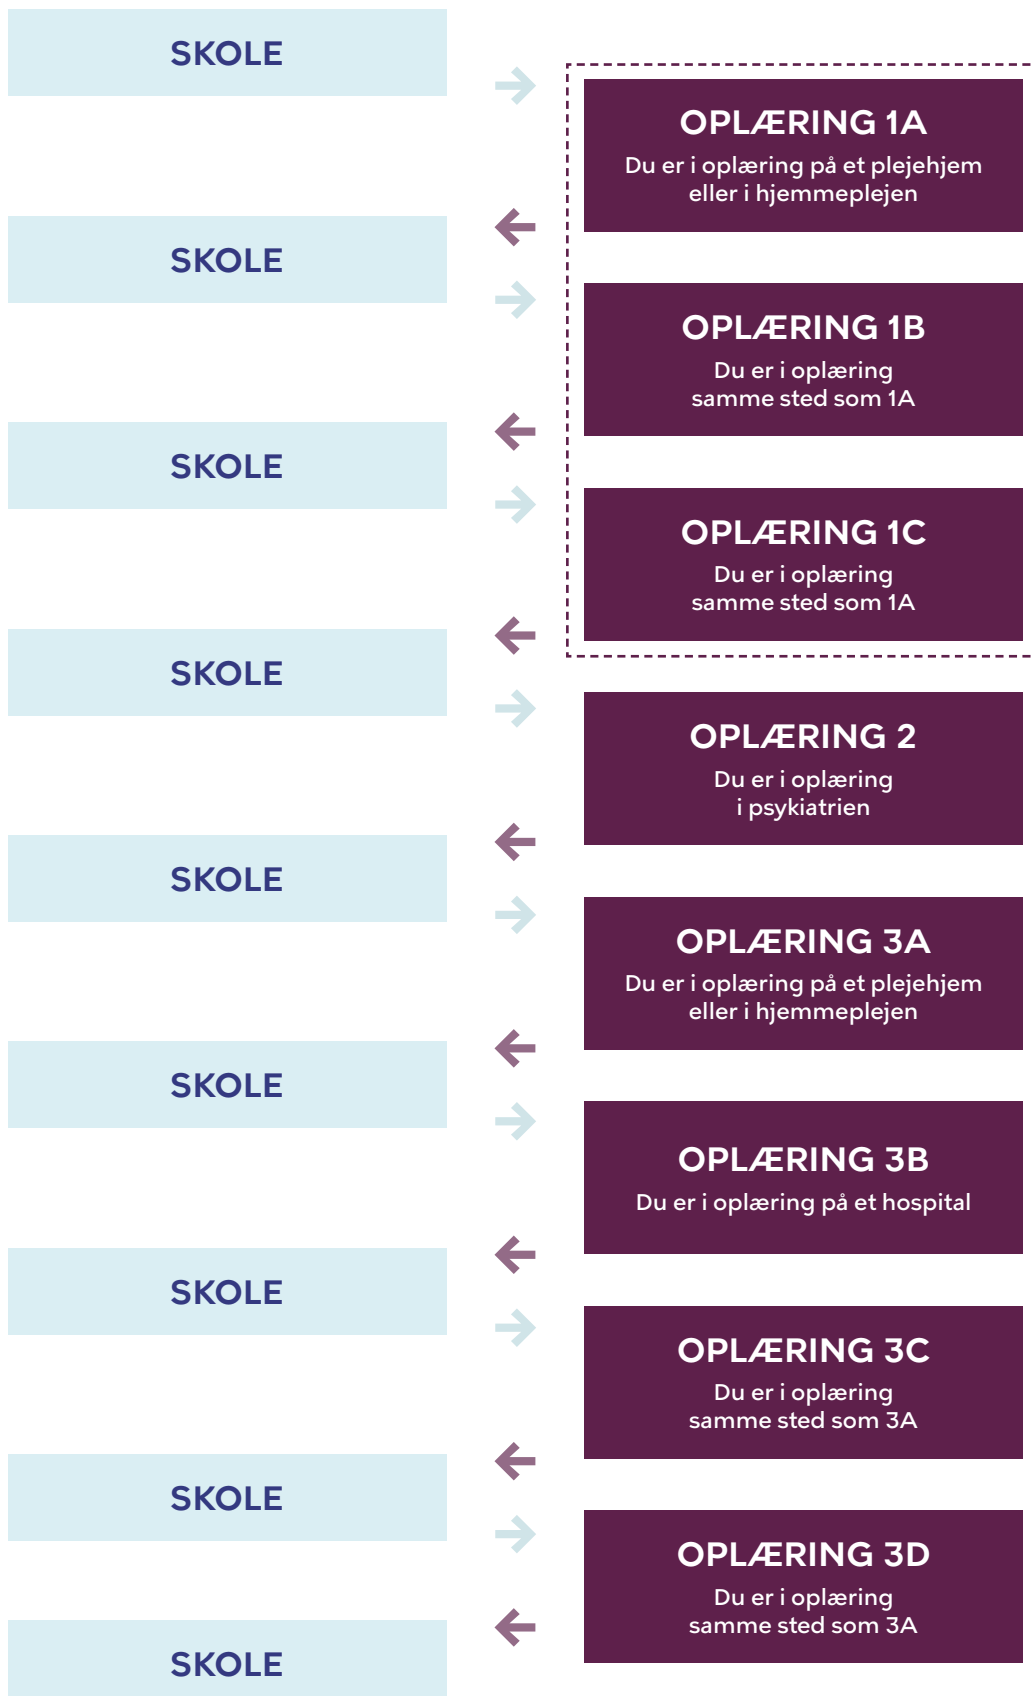 SKOLE
OPLÆRING 1A
Du er i oplæring på et plejehjem
eller i hjemmeplejen
SKOLE
OPLÆRING 1B
Du er i oplæring
samme sted som 1A
SKOLE
OPLÆRING 1C
Du er i oplæring
samme sted som 1A
SKOLE
OPLÆRING 2
Du er i oplæring
i psykiatrien
SKOLE
OPLÆRING 3A
Du er i oplæring på et plejehjem
eller i hjemmeplejen
SKOLE
OPLÆRING 3B
Du er i oplæring på et hospital
SKOLE
OPLÆRING 3C
Du er i oplæring
samme sted som 3A
SKOLE
OPLÆRING 3D
Du er i oplæring
samme sted som 3A
SKOLE